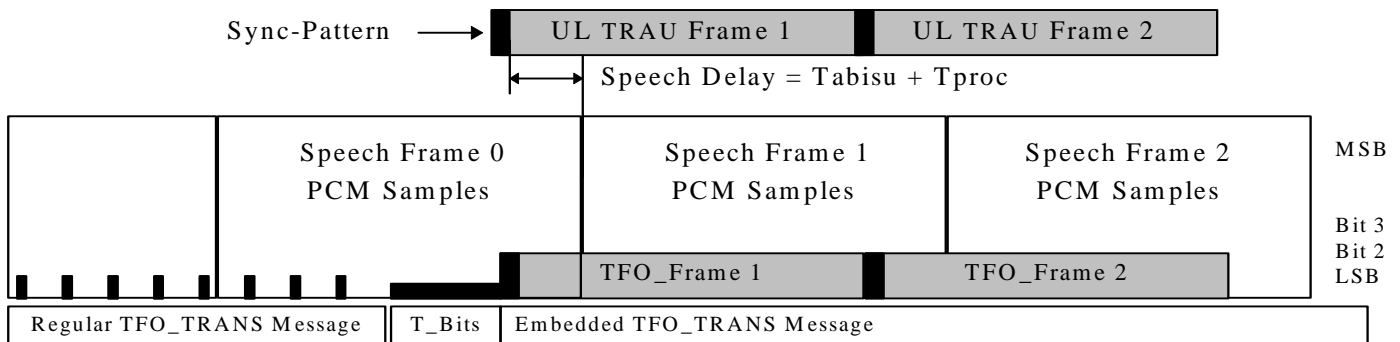 Sync-Pattern
UL TRAU Frame 1
UL TRAU Frame 2
Speech Delay = Tabisu + Tproc
Speech Frame 0
PCM Samples
Speech Frame 1
PCM Samples
Speech Frame 2
PCM Samples
MSB
Bit 3
Bit 2
LSB
TFO_Frame 1
TFO_Frame 2
Regular TFO_TRANS Message
T_Bits
Embedded TFO_TRANS Message